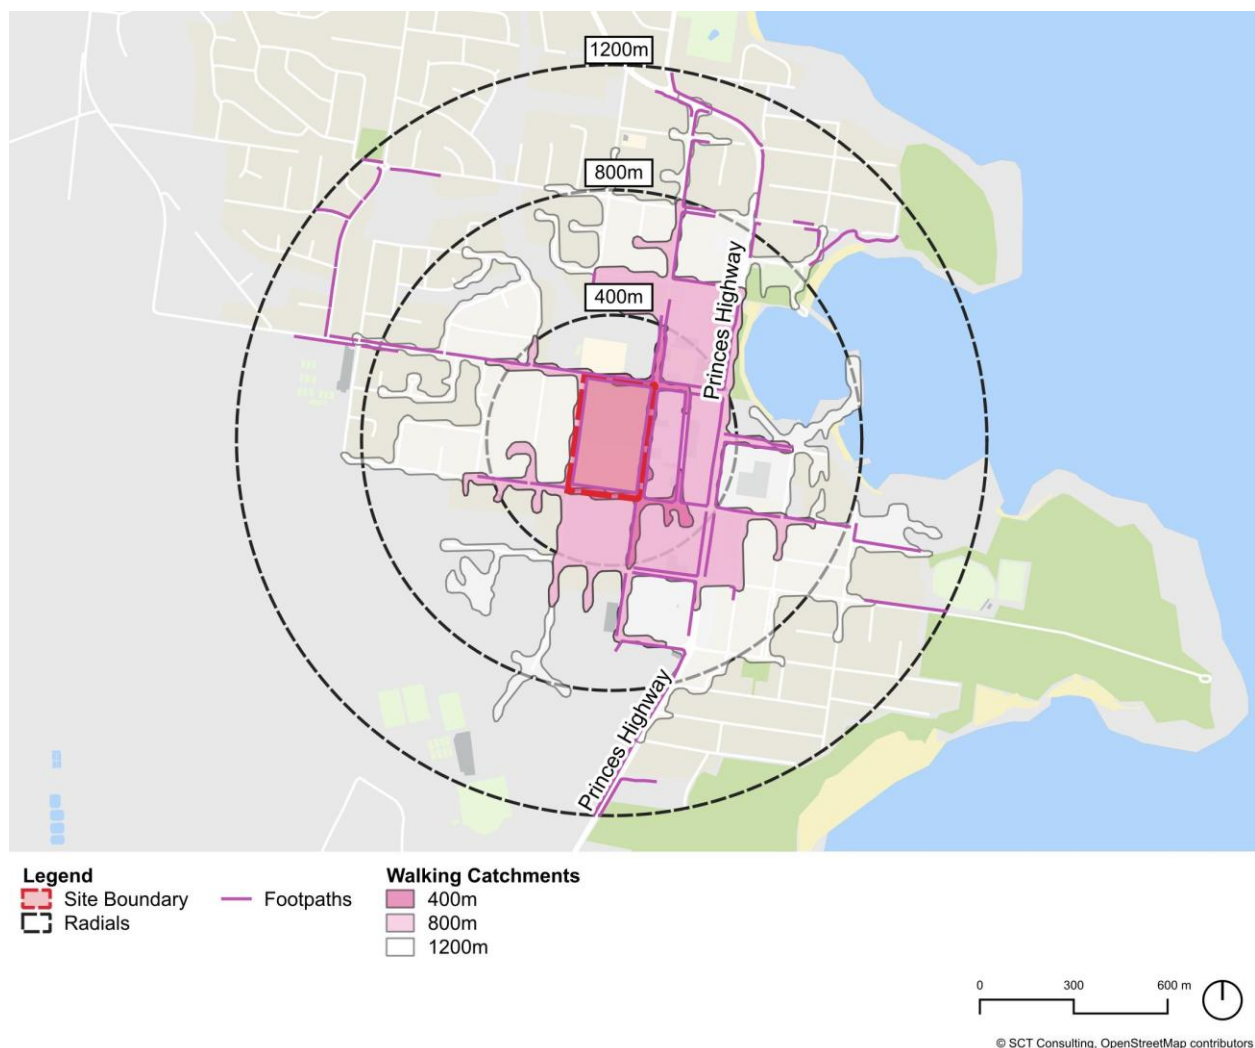 1200m
800m
400m
Princes Highway
Princes Highway
Legend
Site Boundary
Radials
Footpaths
Walking Catchments
400m
800m
1200m
0 300 600 m
© SCT Consulting, OpenStreetMap contributors